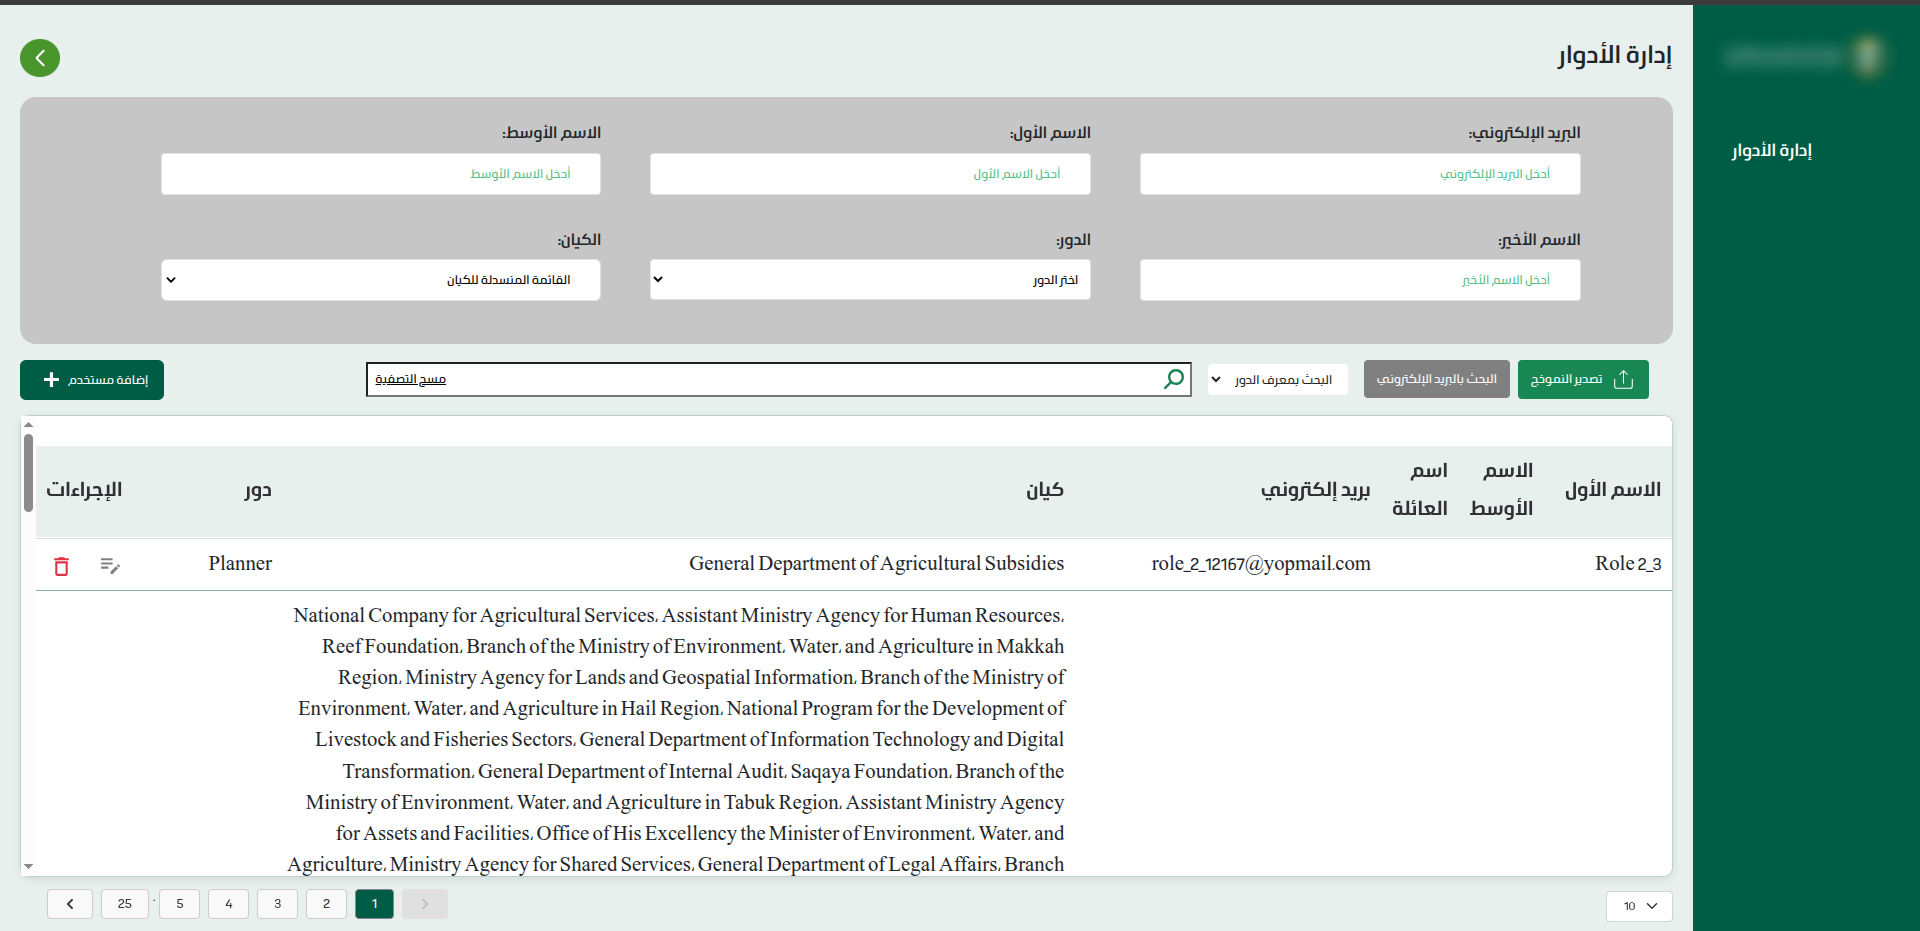 إدارة الأدوار
إدارة الأدوار
البريد الإلكتروني:
الاسم الأول:
الاسم الأوسط:
أدخل البريد الإلكتروني
أدخل الاسم الأول
أدخل الاسم الأوسط
الاسم الأخير:
الدور:
الكيان:
أدخل الاسم الأخير
اختر الدور
القائمة المنسدلة للكيان
تصدير النموذج
البحث بالبريد الإلكتروني
البحث بمعرف الدور
مسح التصفية
إضافة مستخدم
الاسم الأول
الاسم الأوسط
اسم العائلة
بريد إلكتروني
كيان
دور
الإجراءات
Role 2_3
role_2_12167@yopmail.com
General Department of Agricultural Subsidies
Planner
National Company for Agricultural Services, Assistant Ministry Agency for Human Resources,
Reef Foundation, Branch of the Ministry of Environment, Water, and Agriculture in Makkah
Region, Ministry Agency for Lands and Geospatial Information, Branch of the Ministry of
Environment, Water, and Agriculture in Hail Region, National Program for the Development of
Livestock and Fisheries Sectors, General Department of Information Technology and Digital
Transformation, General Department of Internal Audit, Saqaya Foundation, Branch of the
Ministry of Environment, Water, and Agriculture in Tabuk Region, Assistant Ministry Agency
for Assets and Facilities, Office of His Excellency the Minister of Environment, Water, and
Agriculture, Ministry Agency for Shared Services, General Department of Legal Affairs, Branch
10
1
2
3
4
5
25